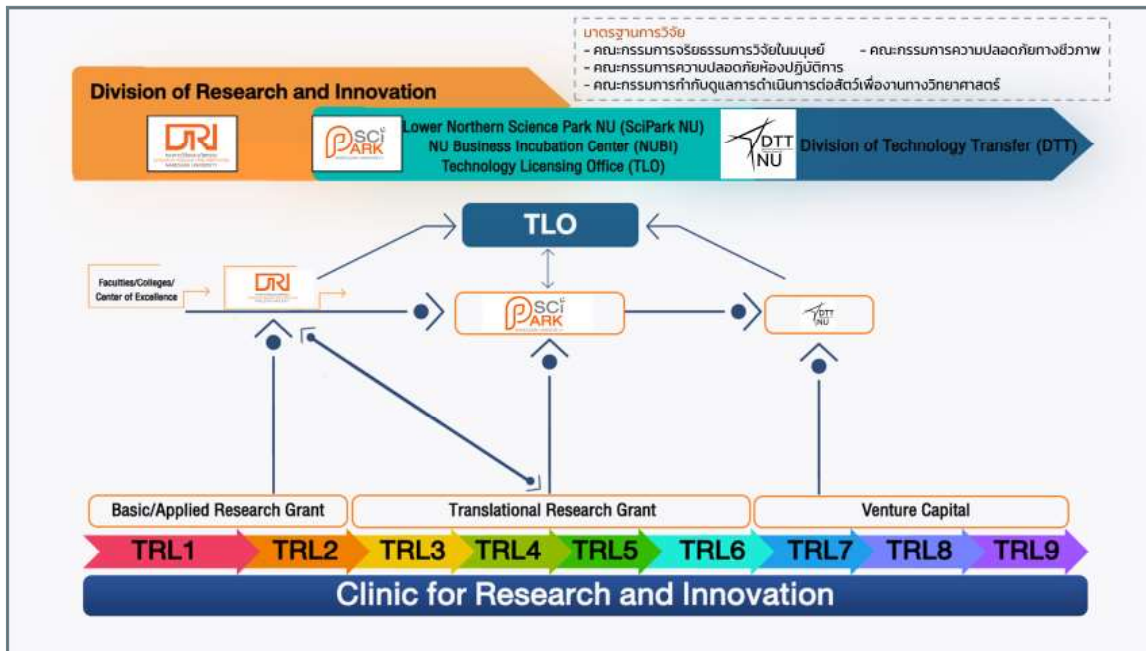 มาตรฐานการวิจัย
- คณะกรรมการจริยธรรมการวิจัยในมนุษย์ - คณะกรรมการความปลอดภัยทางชีวภาพ
- คณะกรรมการความปลอดภัยห้องปฏิบัติการ
- คณะกรรมการกำกับดูแลการดำเนินการต่อสัตว์เพื่องานทางวิทยาศาสตร์
Division of Research and Innovation
DRI
SCi
PARK
Lower Northern Science Park NU (SciPark NU)
NU Business Incubation Center (NUBI)
Technology Licensing Office (TLO)
DTT
NU
Division of Technology Transfer (DTT)
TLO
Faculties/Colleges/
Center of Excellence
DRI
SCi
PARK
DTT
NU
Basic/Applied Research Grant
Translational Research Grant
Venture Capital
TRL1 TRL2 TRL3 TRL4 TRL5 TRL6 TRL7 TRL8 TRL9
Clinic for Research and Innovation